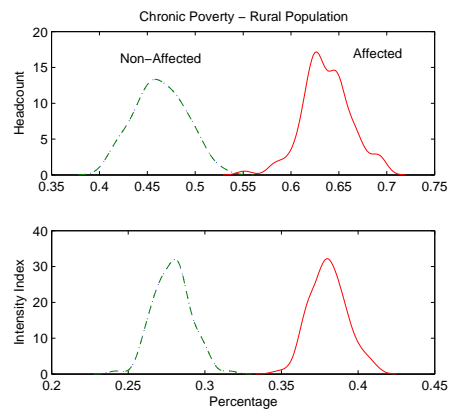 Chronic Poverty − Rural Population
Headcount
20
15
10
5
0
Non−Affected
Affected
0.35 0.4 0.45 0.5 0.55 0.6 0.65 0.7 0.75
Intensity Index
40
30
20
10
0
0.2 0.25 0.3 0.35 0.4 0.45
Percentage